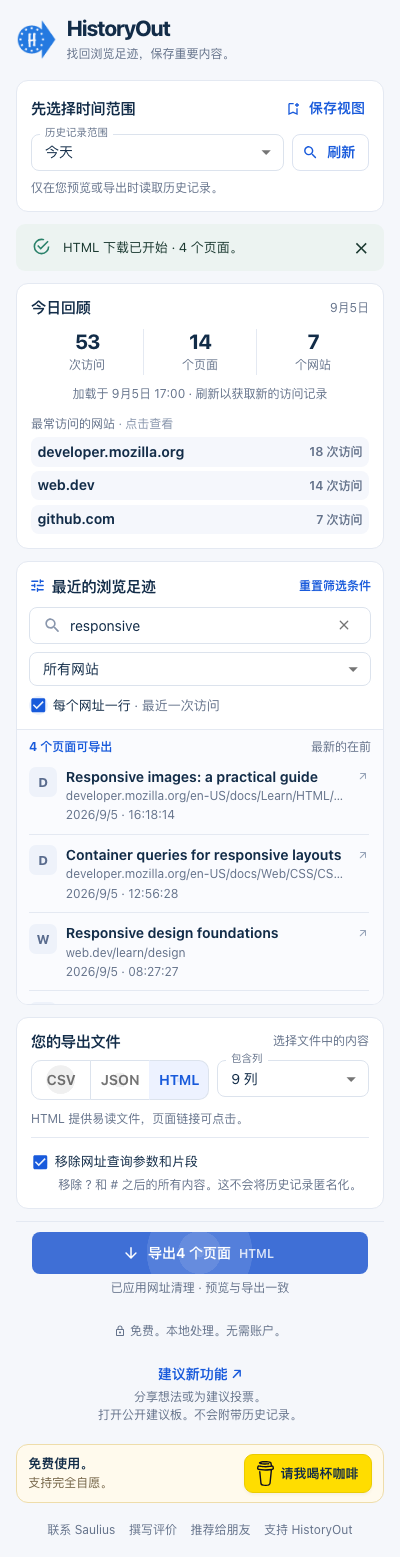 HistoryOut
找回浏览足迹，保存重要内容。
先选择时间范围
保存视图
历史记录范围
今天
刷新
仅在您预览或导出时读取历史记录。
HTML 下载已开始 · 4 个页面。
今日回顾
9月5日
53
14
7
次访问
个页面
个网站
加载于 9月5日 17:00 · 刷新以获取新的访问记录
最常访问的网站 · 点击查看
developer.mozilla.org
18 次访问
web.dev
14 次访问
github.com
7 次访问
最近的浏览足迹
重置筛选条件
responsive
所有网站
每个网址一行 · 最近一次访问
4 个页面可导出
最新的在前
D
Responsive images: a practical guide
developer.mozilla.org/en-US/docs/Learn/HTML/...
2026/9/5 · 16:18:14
D
Container queries for responsive layouts
developer.mozilla.org/en-US/docs/Web/CSS/CS...
2026/9/5 · 12:56:28
W
Responsive design foundations
web.dev/learn/design
2026/9/5 · 08:27:27
您的导出文件
选择文件中的内容
CSV
JSON
HTML
包含列
9 列
HTML 提供易读文件，页面链接可点击。
移除网址查询参数和片段
移除 ? 和 # 之后的所有内容。这不会将历史记录匿名化。
导出4 个页面 HTML
已应用网址清理 · 预览与导出一致
免费。本地处理。无需账户。
建议新功能
分享想法或为建议投票。
打开公开建议板。不会附带历史记录。
免费使用。
支持完全自愿。
请我喝杯咖啡
联系 Saulius
撰写评价
推荐给朋友
支持 HistoryOut